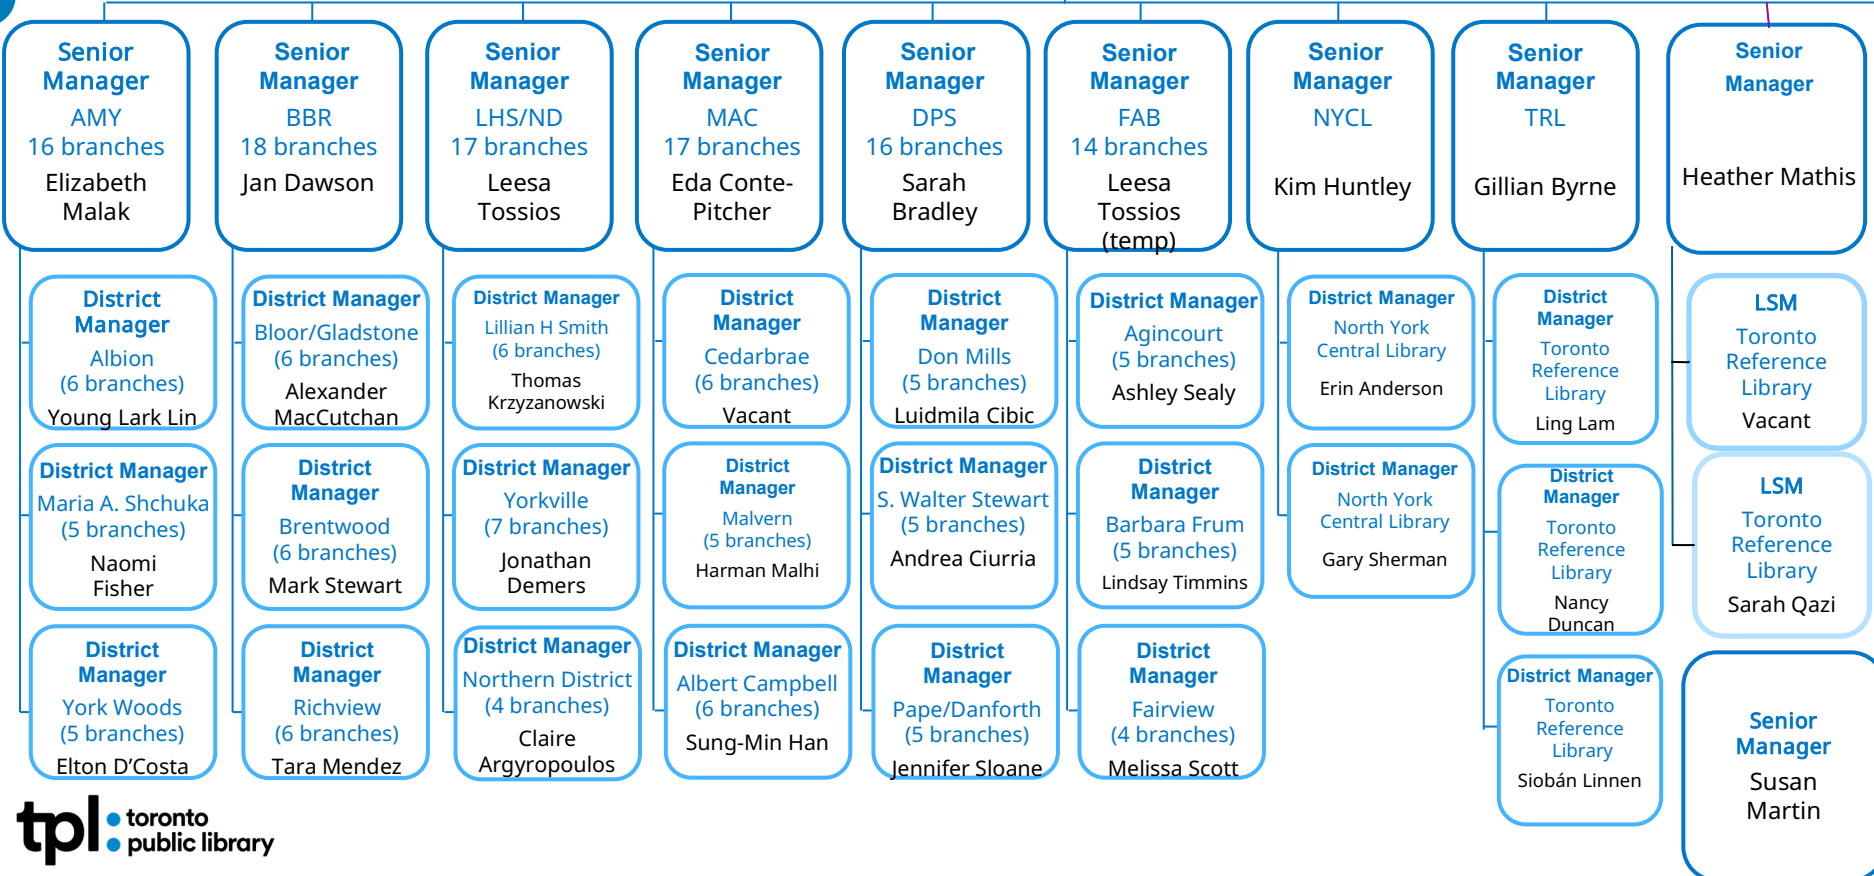 Senior
Manager
AMY
16 branches
Elizabeth
Malak
Senior
Manager
BBR
18 branches
Jan Dawson
Senior
Manager
LHS/ND
17 branches
Leesa
Tossios
Senior
Manager
MAC
17 branches
Eda Conte-
Pitcher
Senior
Manager
DPS
16 branches
Sarah
Bradley
Senior
Manager
FAB
14 branches
Leesa
Tossios
(temp)
Senior
Manager
NYCL
Kim Huntley
Senior
Manager
TRL
Gillian Byrne
Senior
Manager
Heather Mathis
District
Manager
Albion
(6 branches)
Young Lark Lin
District Manager
Bloor/Gladstone
(6 branches)
Alexander
MacCutchan
District Manager
Lillian H Smith
(6 branches)
Thomas
Krzyzanowski
District
Manager
Cedarbrae
(6 branches)
Vacant
District
Manager
Don Mills
(5 branches)
Luidmila Cibic
District Manager
Agincourt
(5 branches)
Ashley Sealy
District Manager
North York
Central Library
Erin Anderson
District
Manager
Toronto
Reference
Library
Ling Lam
LSM
Toronto
Reference
Library
Vacant
District Manager
Maria A. Shchuka
(5 branches)
Naomi
Fisher
District
Manager
Brentwood
(6 branches)
Mark Stewart
District Manager
Yorkville
(7 branches)
Jonathan
Demers
District
Manager
Malvern
(5 branches)
Harman Malhi
District Manager
S. Walter Stewart
(5 branches)
Andrea Ciurria
District
Manager
Barbara Frum
(5 branches)
Lindsay Timmins
District Manager
North York
Central Library
Gary Sherman
District
Manager
Toronto
Reference
Library
Nancy
Duncan
LSM
Toronto
Reference
Library
Sarah Qazi
District
Manager
York Woods
(5 branches)
Elton D’Costa
District
Manager
Richview
(6 branches)
Tara Mendez
District Manager
Northern District
(4 branches)
Claire
Argyropoulos
District Manager
Albert Campbell
(6 branches)
Sung-Min Han
District
Manager
Pape/Danforth
(5 branches)
Jennifer Sloane
District
Manager
Fairview
(4 branches)
Melissa Scott
District Manager
Toronto
Reference
Library
Siobán Linnen
Senior
Manager
Susan
Martin
tpl: toronto
public library